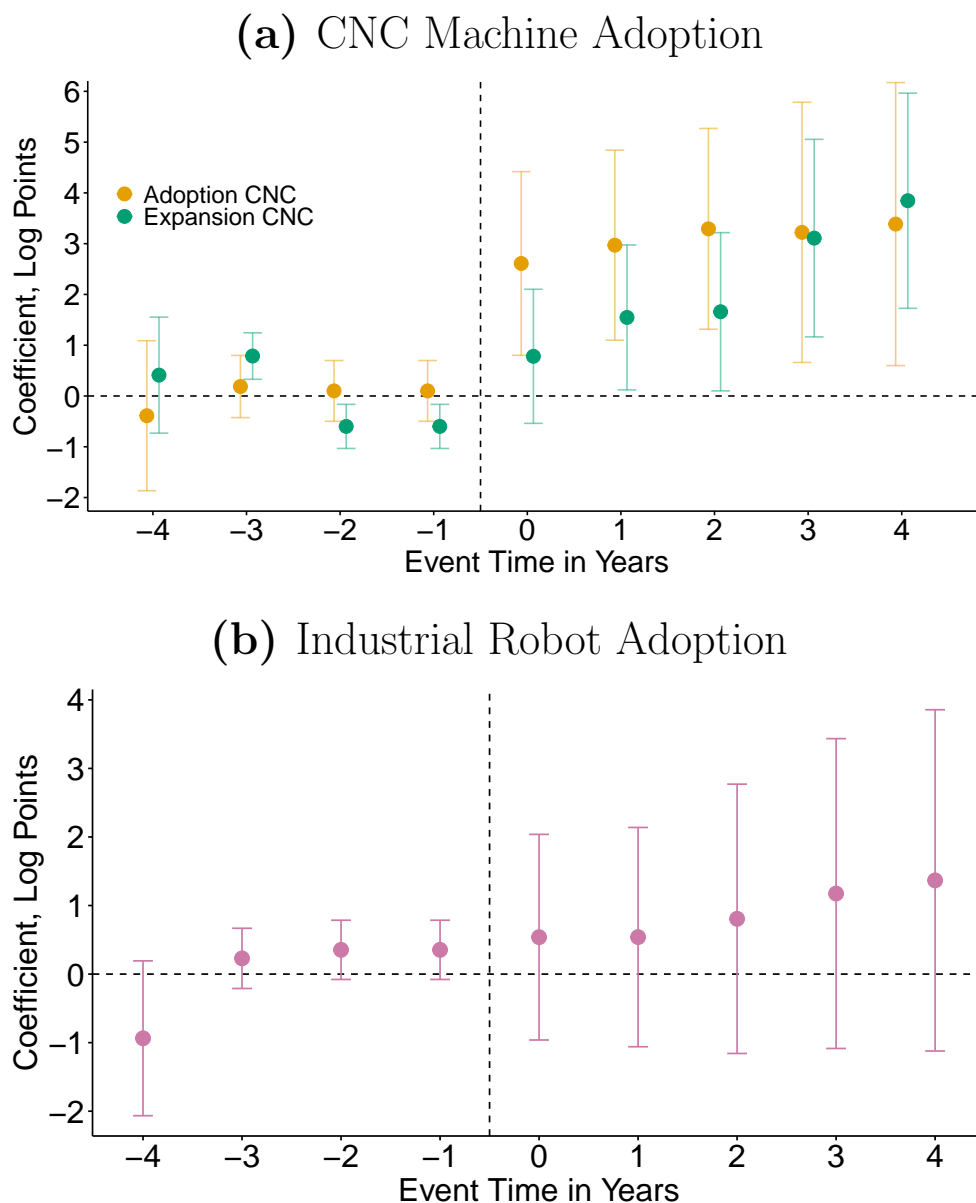 (a) CNC Machine Adoption
6
5
4
3
2
1
0
−1
−2
Coefficient, Log Points
Adoption CNC
Expansion CNC
−4 −3 −2 −1 0 1 2 3 4
Event Time in Years
(b) Industrial Robot Adoption
4
3
2
1
0
−1
−2
Coefficient, Log Points
−4 −3 −2 −1 0 1 2 3 4
Event Time in Years